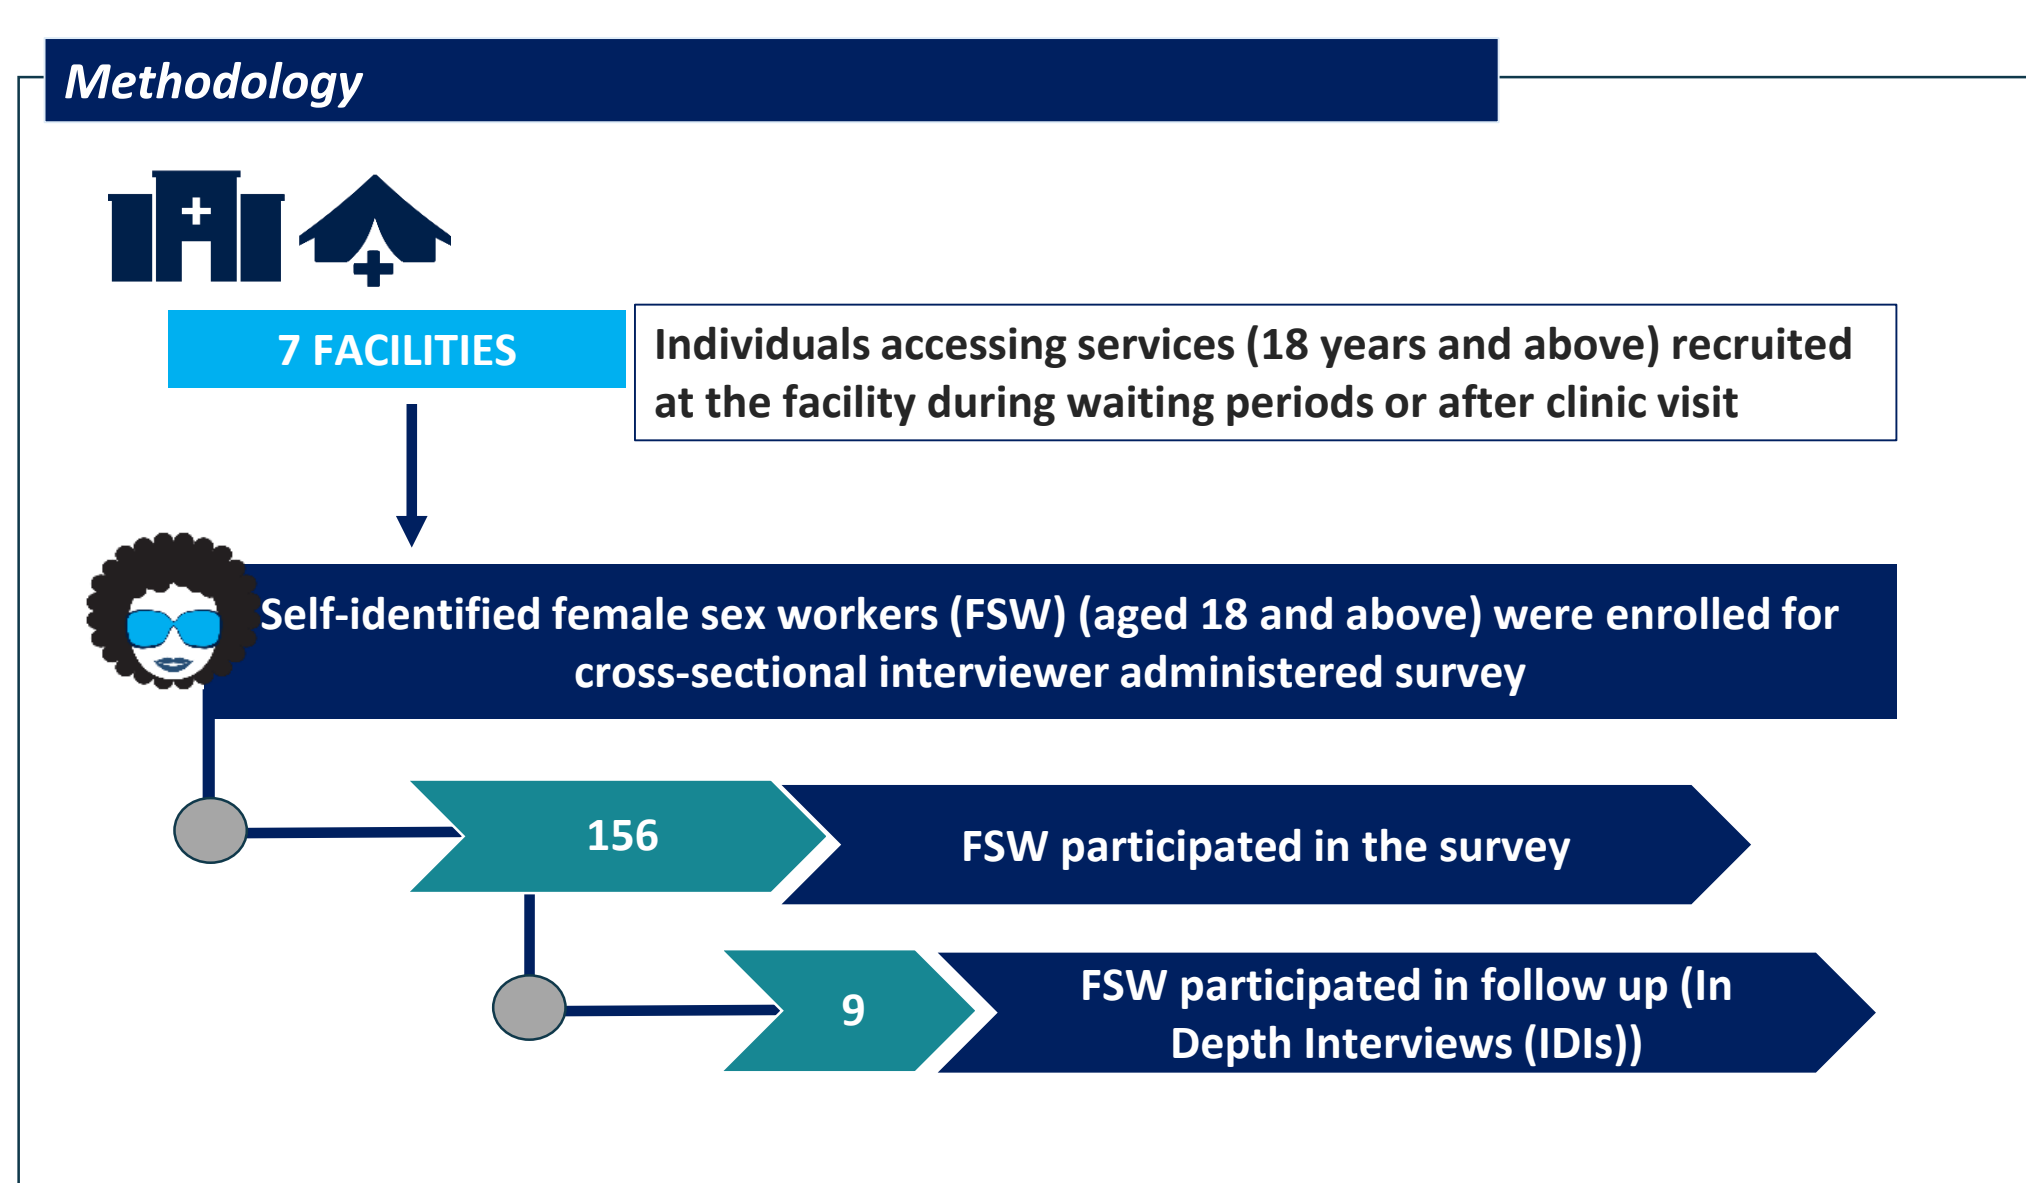 Methodology
7 FACILITIES
Individuals accessing services (18 years and above) recruited
at the facility during waiting periods or after clinic visit
Self-identified female sex workers (FSW) (aged 18 and above) were enrolled for
cross-sectional interviewer administered survey
156
FSW participated in the survey
9
FSW participated in follow up (In
Depth Interviews (IDIs))